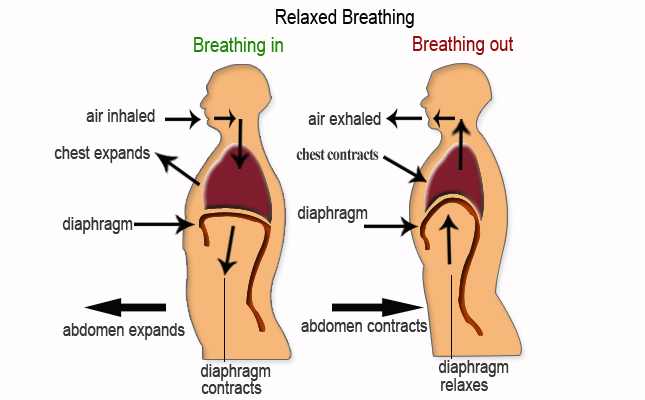 Relaxed Breathing
Breathing in
air inhaled
chest expands
diaphragm
abdomen expands
diaphragm
contracts
Breathing out
air exhaled
chest contracts
diaphragm
abdomen contracts
diaphragm
relaxes